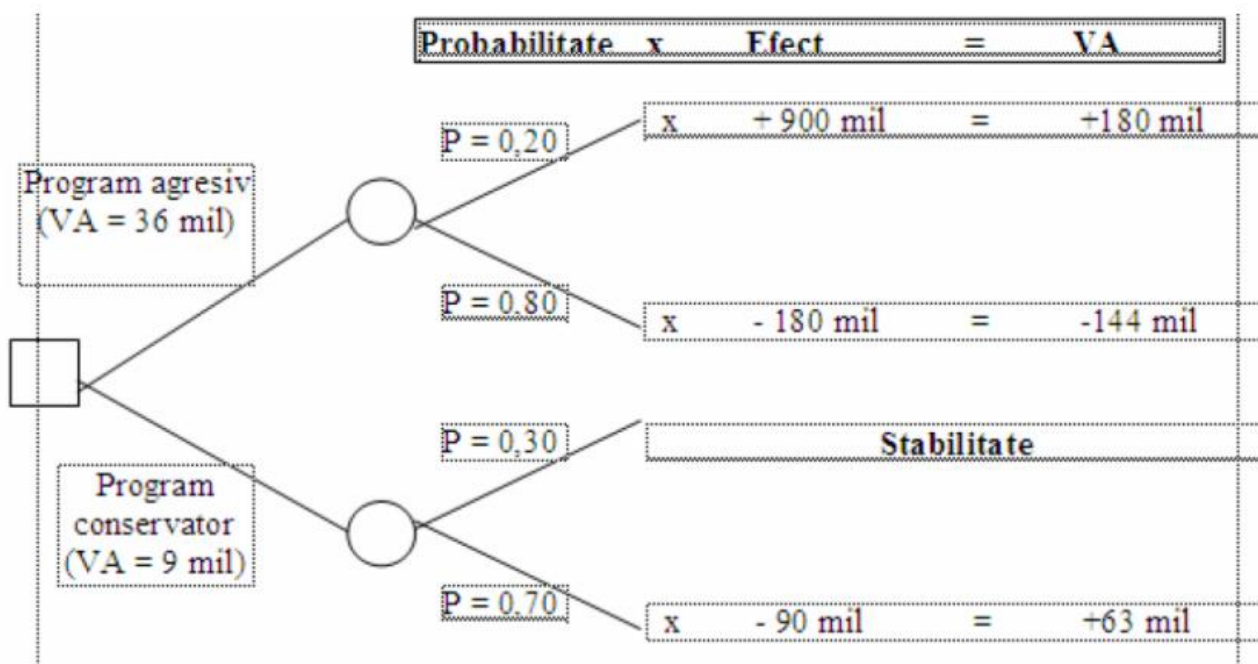 Probabilitate x Efect = VA
P = 0,20
x + 900 mil = +180 mil
Program agresiv
(VA = 36 mil)
P = 0,80
x - 180 mil = -144 mil
P = 0,30
Stabilitate
Program
conservator
(VA = 9 mil)
P = 0,70
x - 90 mil = +63 mil